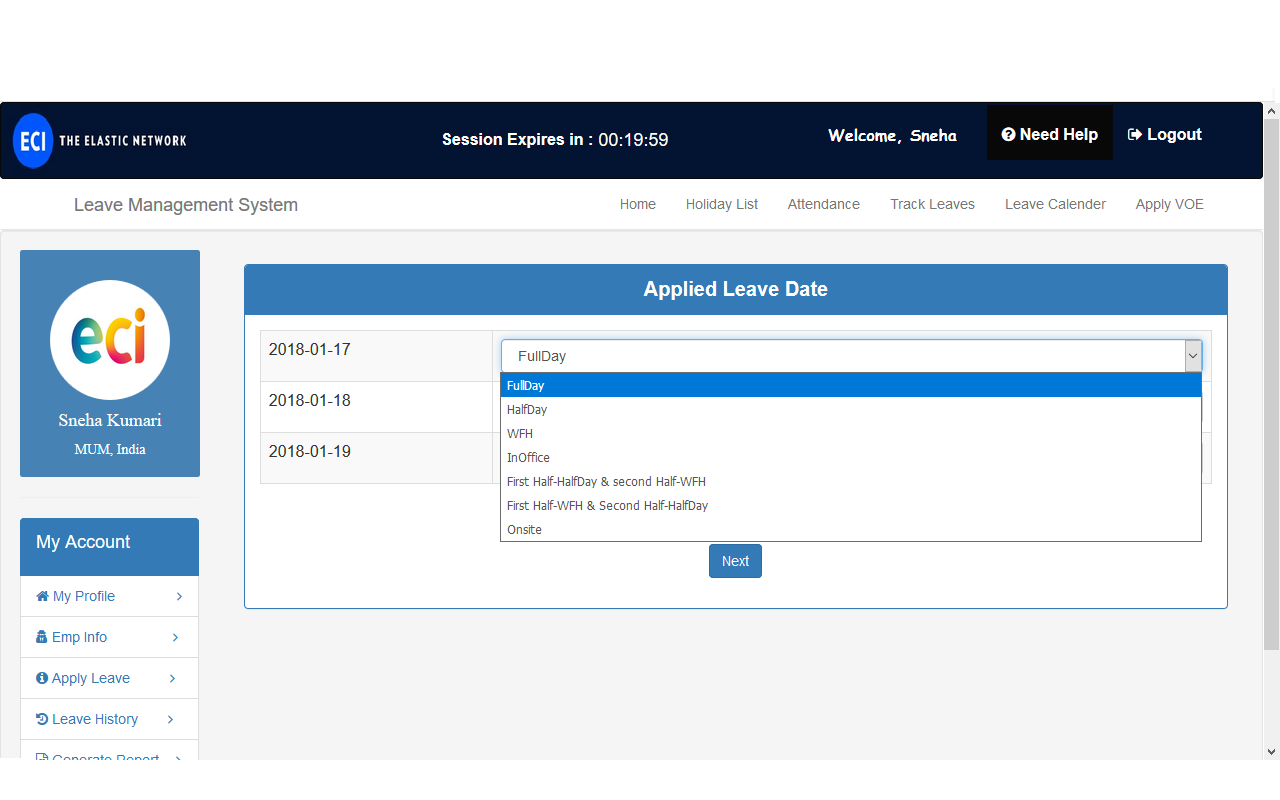 ECI THE ELASTIC NETWORK
Session Expires in : 00:19:59
Welcome, Sneha
Need Help
Logout
Leave Management System
Home
Holiday List
Attendance
Track Leaves
Leave Calender
Apply VOE
eci
Sneha Kumari
MUM, India
My Account
My Profile
Emp Info
Apply Leave
Leave History
Generate Report
Applied Leave Date
2018-01-17
FullDay
FullDay
HalfDay
WFH
InOffice
First Half-HalfDay & second Half-WFH
First Half-WFH & Second Half-HalfDay
Onsite
2018-01-18
2018-01-19
Next